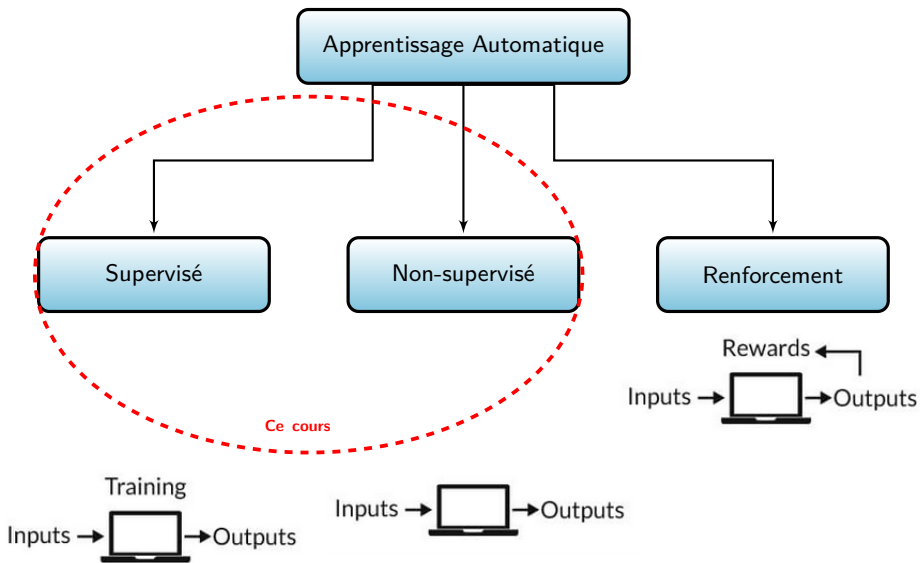 Apprentissage Automatique
Supervisé
Non-supervisé
Renforcement
Rewards
Inputs
Outputs
Ce cours
Training
Inputs
Outputs
Inputs
Outputs